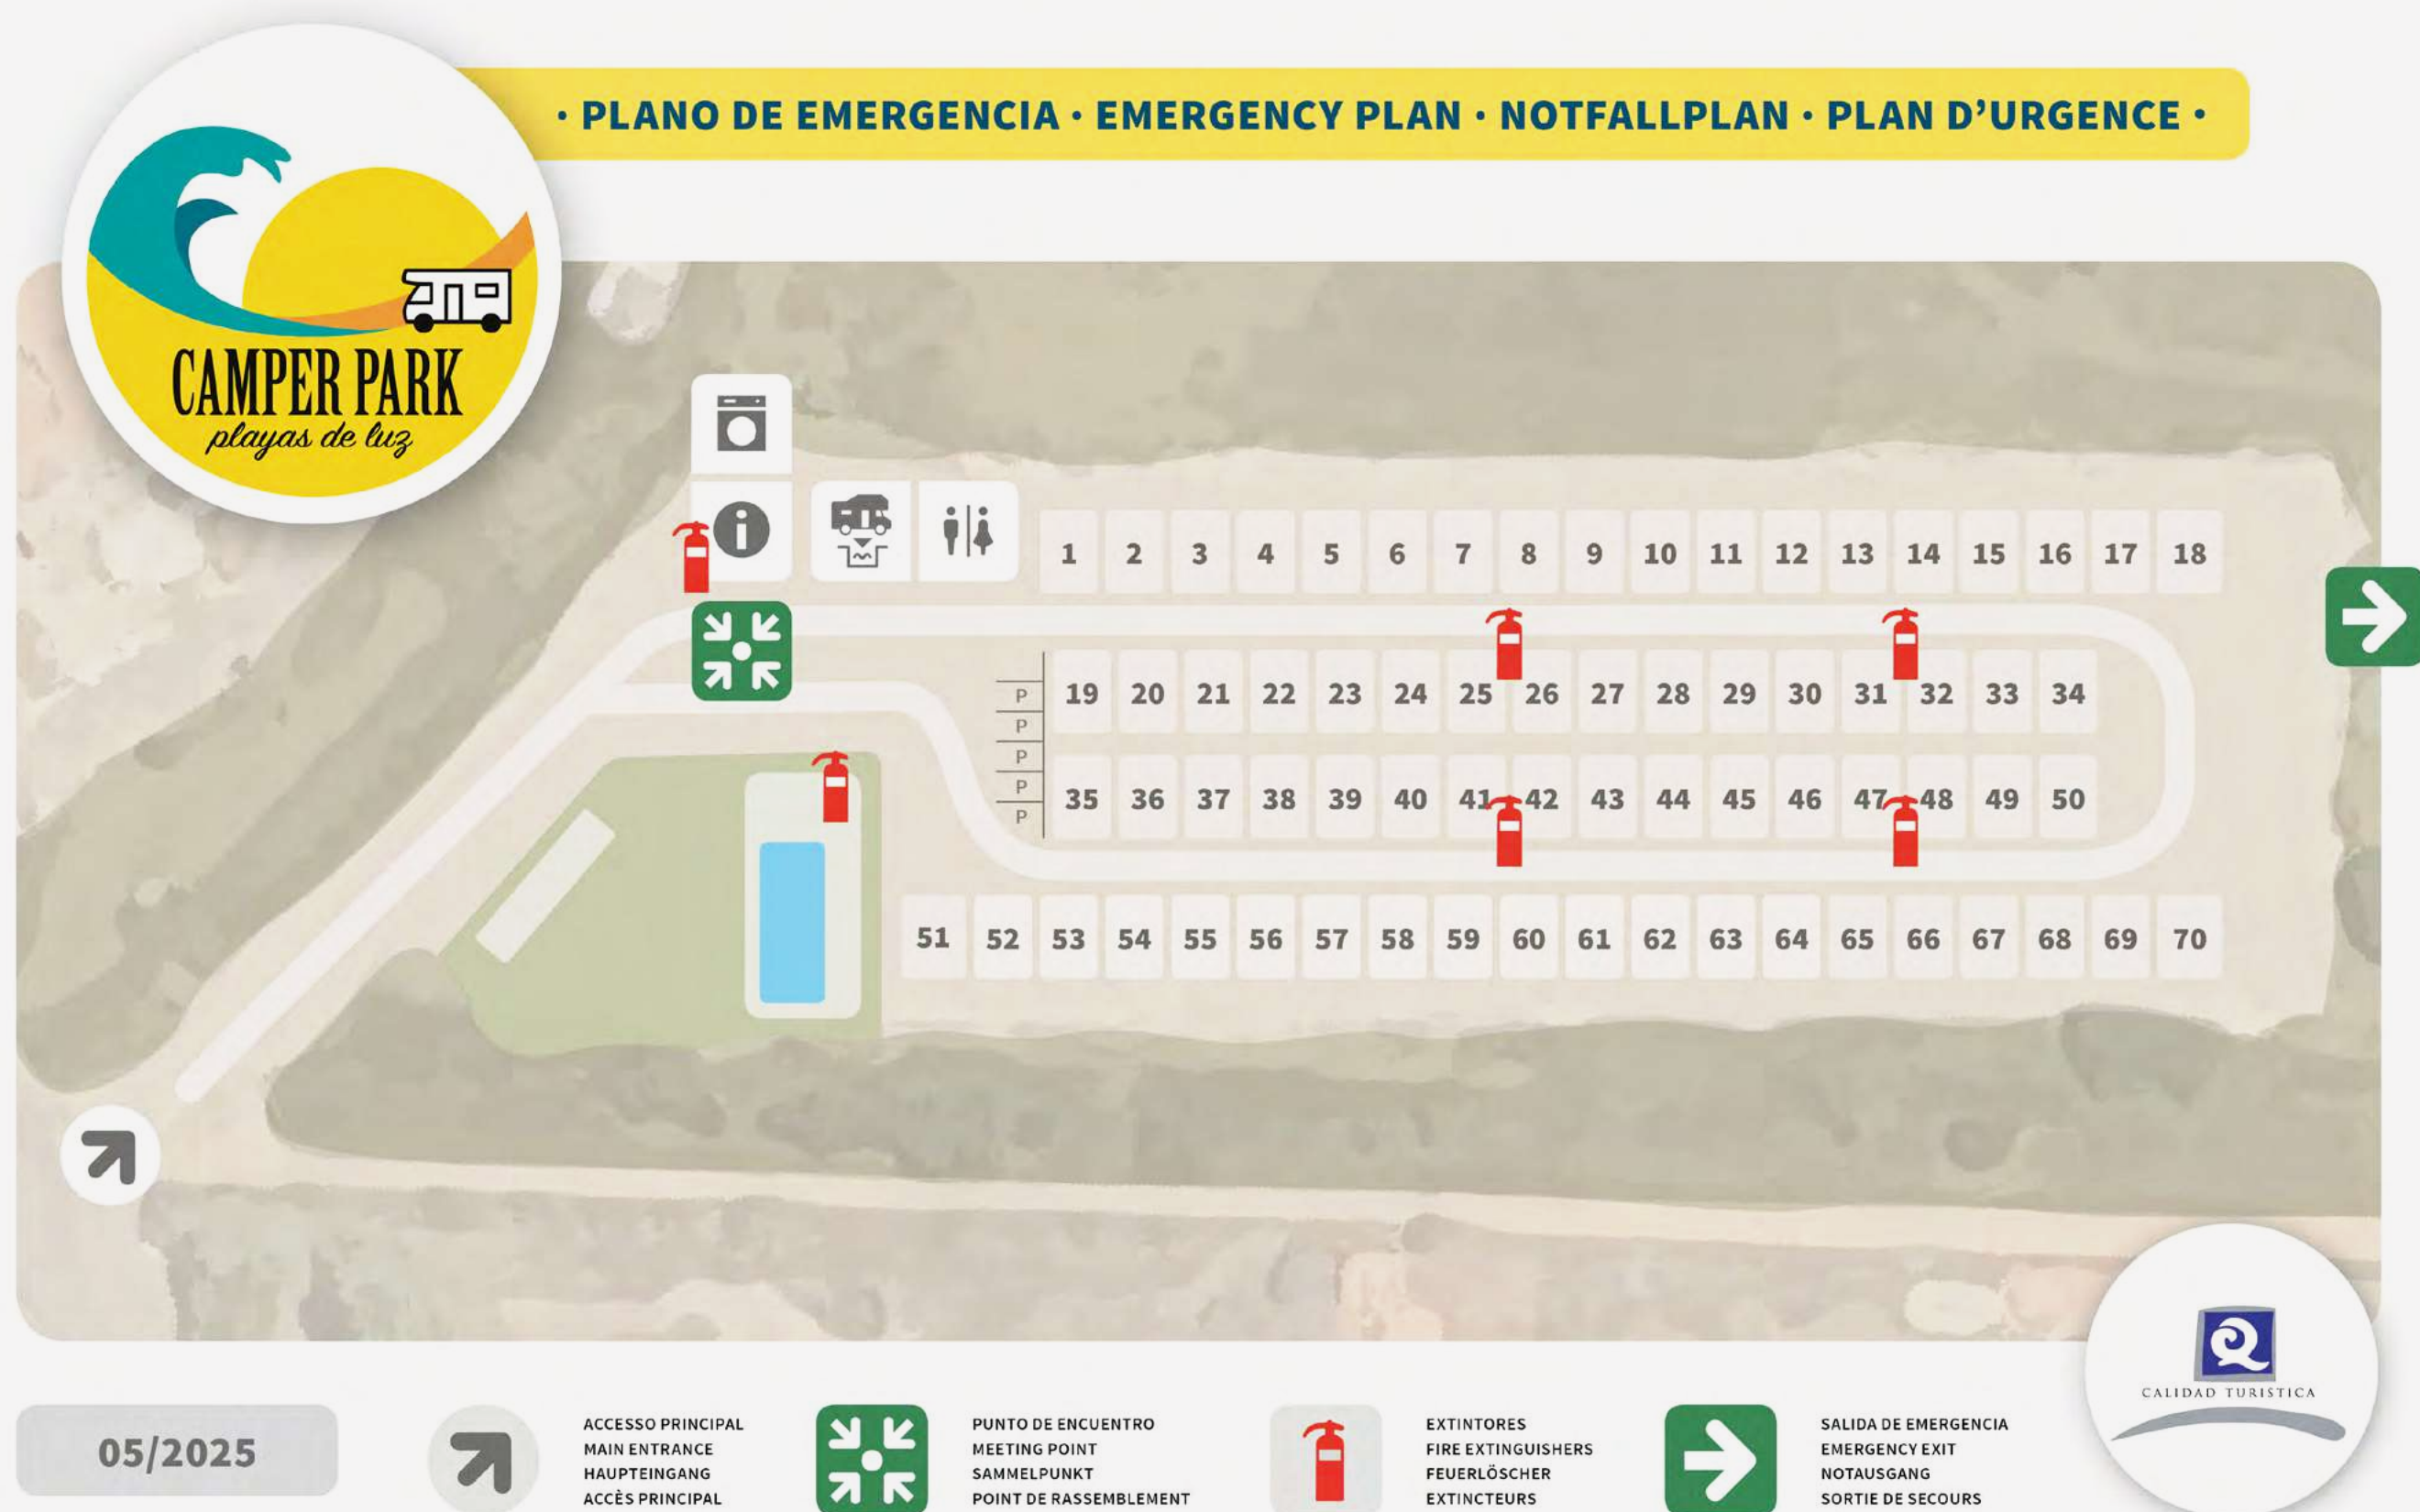 · PLANO DE EMERGENCIA · EMERGENCY PLAN · NOTFALLPLAN · PLAN D’URGENCE ·
CAMPER PARK
playas de luz
1 2 3 4 5 6 7 8 9 10 11 12 13 14 15 16 17 18
P
P
P
P
P
19 20 21 22 23 24 25 26 27 28 29 30 31 32 33 34
35 36 37 38 39 40 41 42 43 44 45 46 47 48 49 50
51 52 53 54 55 56 57 58 59 60 61 62 63 64 65 66 67 68 69 70
Q
CALIDAD TURISTICA
05/2025
ACCESSO PRINCIPAL
MAIN ENTRANCE
HAUPTEINGANG
ACCÈS PRINCIPAL
PUNTO DE ENCUENTRO
MEETING POINT
SAMMELPUNKT
POINT DE RASSEMBLEMENT
EXTINTORES
FIRE EXTINGUISHERS
FEUERLÖSCHER
EXTINCTEURS
SALIDA DE EMERGENCIA
EMERGENCY EXIT
NOTAUSGANG
SORTIE DE SECOURS